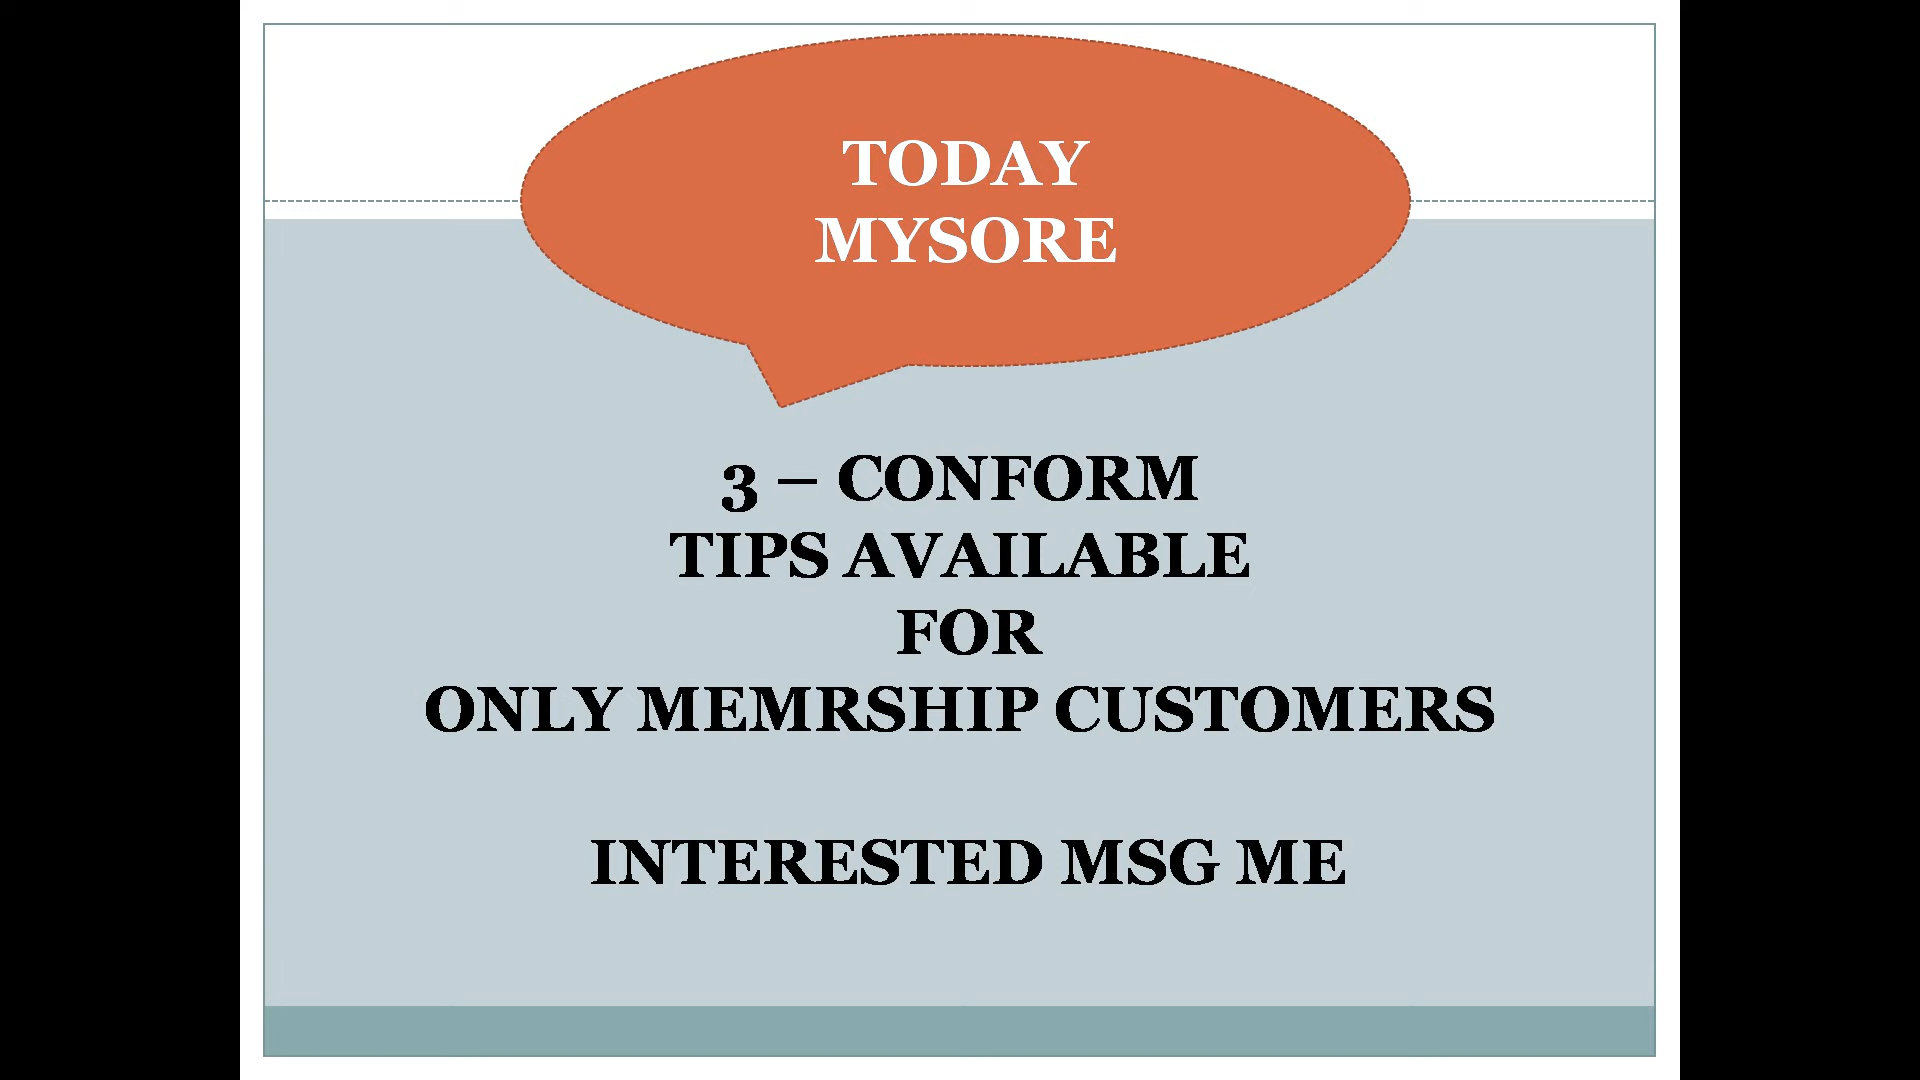 TODAY
MYSORE
3 – CONFORM
TIPS AVAILABLE
FOR
ONLY MEMRSHIP CUSTOMERS
INTERESTED MSG ME